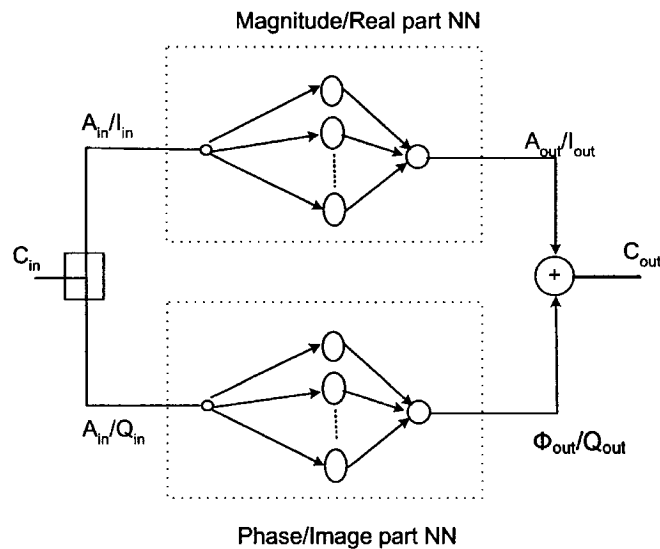 Magnitude/Real part NN
A_in/I_in
A_out/I_out
C_in
+
C_out
A_in/Q_in
Φ_out/Q_out
Phase/Image part NN